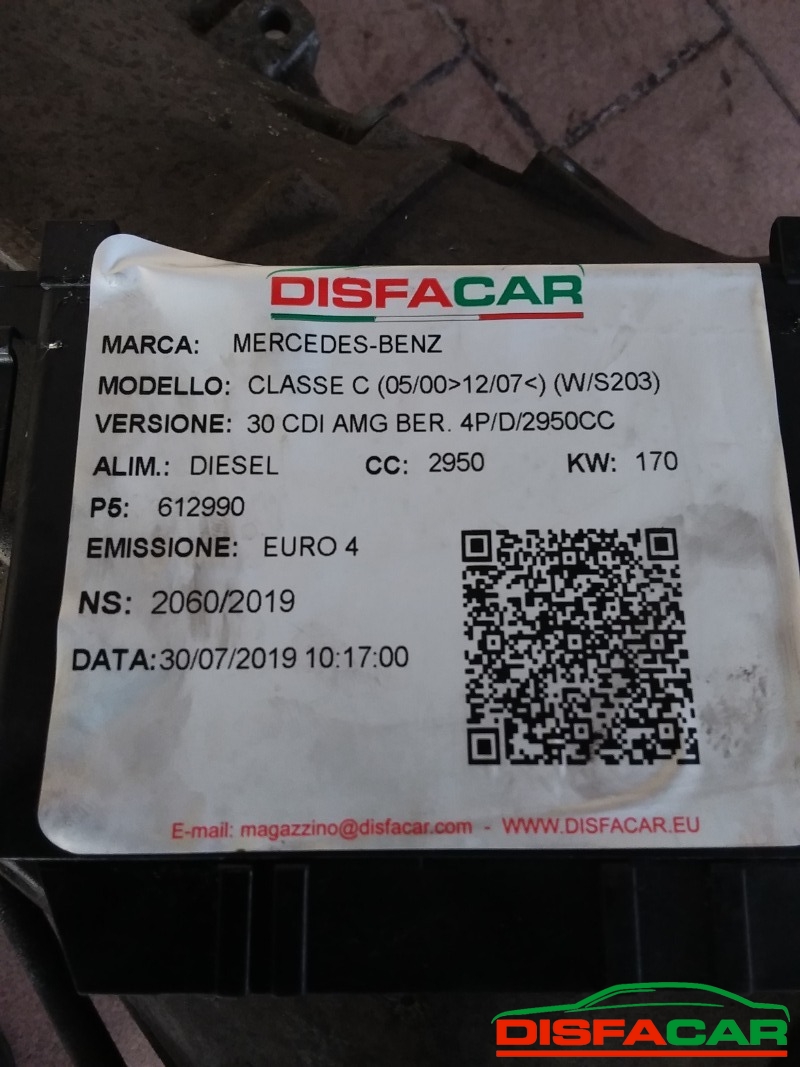 DISFACAR
MARCA: MERCEDES-BENZ
MODELLO: CLASSE C (05/00>12/07<) (W/S203)
VERSIONE: 30 CDI AMG BER. 4P/D/2950CC
ALIM.: DIESEL CC: 2950 KW: 170
P5: 612990
EMISSIONE: EURO 4
NS: 2060/2019
DATA:30/07/2019 10:17:00
E-mail: magazzino@disfacar.com - WWW.DISFACAR.EU
DISFACAR